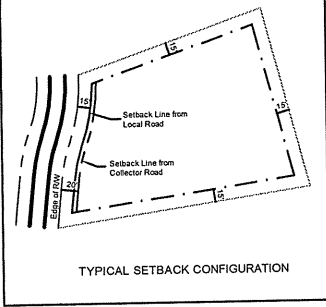 15'
15'
Setback Line from
Local Road
15'
Setback Line from
Collector Road
20'
Edge of R/W
15'
TYPICAL SETBACK CONFIGURATION